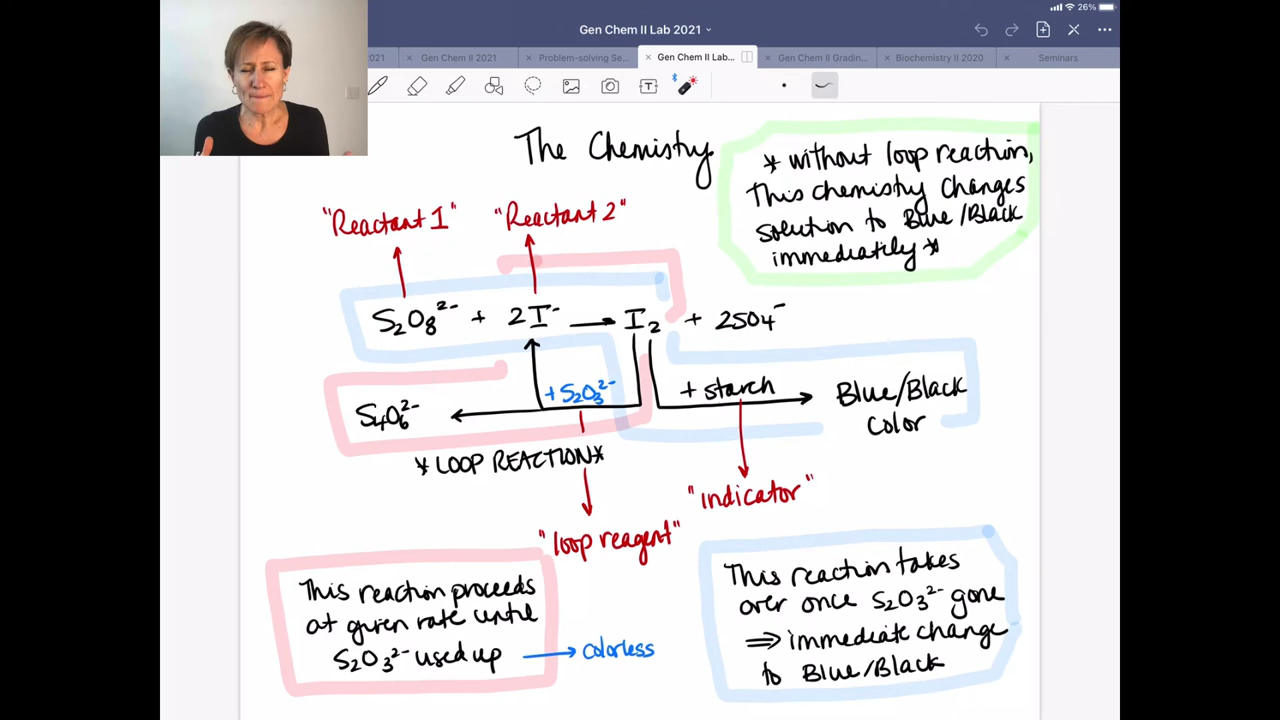 26%
Gen Chem II Lab 2021
2021
Gen Chem II 2021
Problem-solving Se...
Gen Chem II Lab...
Gen Chem II Gradin...
Biochemistry II 2020
Seminars
The Chemistry
* without loop reaction,
This chemistry changes
solution to Blue/Black
immediately *
"Reactant 1"
"Reactant 2"
S₂O₈²⁻ + 2I⁻ → I₂ + 2SO4⁻
+ S₂O₃²⁻
+ starch
Blue/Black
Color
S₄O₆²⁻
*LOOP REACTION*
"indicator"
"loop reagent"
This reaction proceeds
at given rate until
S₂O₃²⁻ used up → colorless
This reaction takes
over once S₂O₃²⁻ gone
⇒ immediate change
to Blue/Black